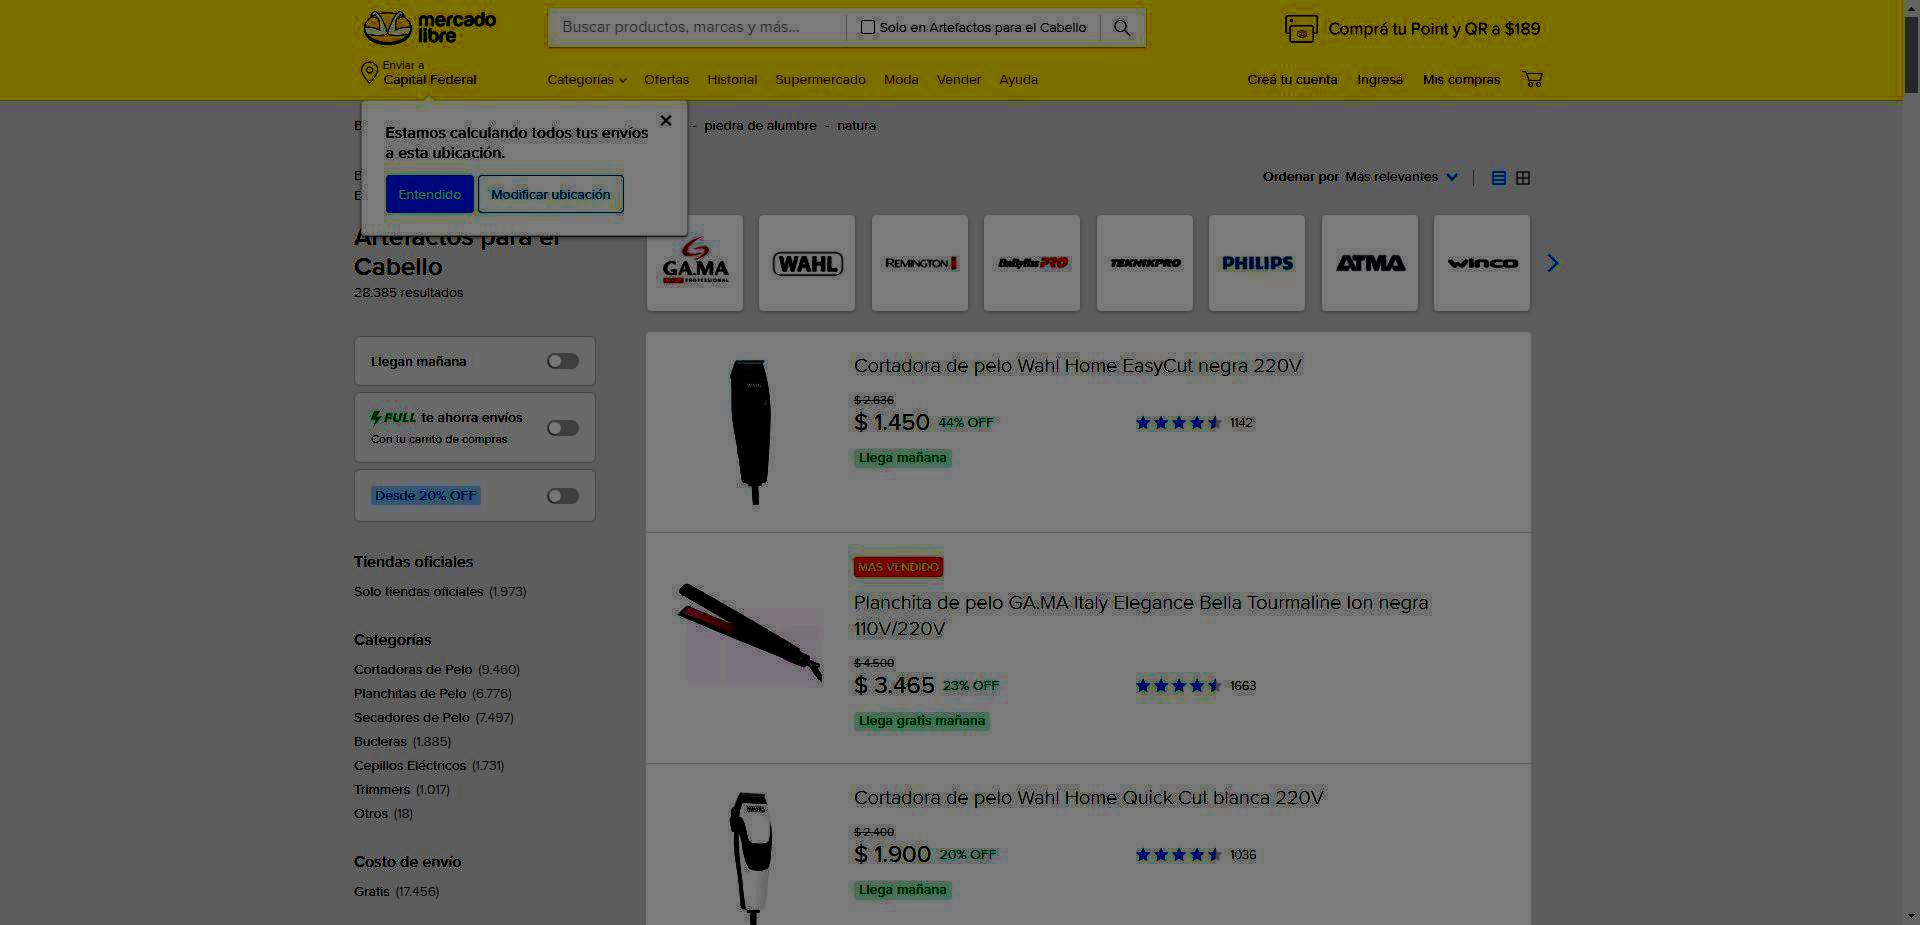 mercado
libre
Buscar productos, marcas y más...
Solo en Artefactos para el Cabello
Comprá tu Point y QR a $189
Enviar a
Capital Federal
Categorías
Ofertas
Historial
Supermercado
Moda
Vender
Ayuda
Creá tu cuenta
Ingresá
Mis compras
Estamos calculando todos tus envíos
a esta ubicación.
Entendido
Modificar ubicación
- piedra de alumbre - natura
Ordenar por Más relevantes
Artefactos para el
Cabello
28.385 resultados
GA.MA
PROFESSIONAL
WAHL
REMINGTON
BaBylissPRO
TEKNIKPRO
PHILIPS
ATMA
WINCO
Llegan mañana
FULL te ahorra envíos
Con tu carrito de compras
Desde 20% OFF
Tiendas oficiales
Solo tiendas oficiales (1.973)
Categorías
Cortadoras de Pelo (9.460)
Planchitas de Pelo (6.776)
Secadores de Pelo (7.497)
Bucleras (1.885)
Cepillos Eléctricos (1.731)
Trimmers (1.017)
Otros (18)
Costo de envío
Gratis (17.456)
Cortadora de pelo Wahl Home EasyCut negra 220V
$ 2.636
$ 1.450 44% OFF
1142
Llega mañana
MÁS VENDIDO
Planchita de pelo GA.MA Italy Elegance Bella Tourmaline Ion negra
110V/220V
$ 4.500
$ 3.465 23% OFF
1663
Llega gratis mañana
Cortadora de pelo Wahl Home Quick Cut blanca 220V
$ 2.400
$ 1.900 20% OFF
1036
Llega mañana